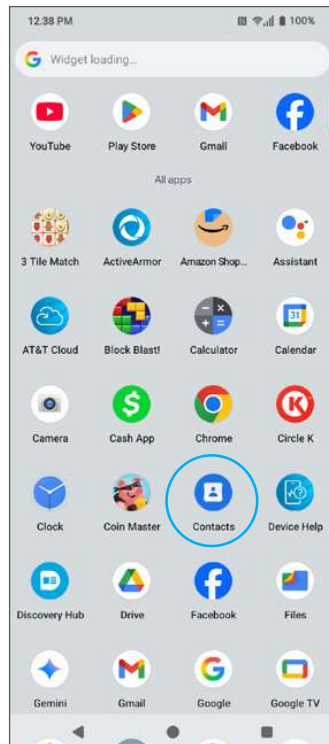 12.38 PM 100%
Widget loading...
YouTube Play Store Gmail Facebook
All apps
3 Tile Match ActiveArmor Amazon Shop... Assistant
31
AT&T Cloud Block Blast! Calculator Calendar
Camera Cash App Chrome Circle K
Clock Coin Master Contacts Device Help
Discovery Hub Drive Facebook Files
Gemini Gmail Google Google TV